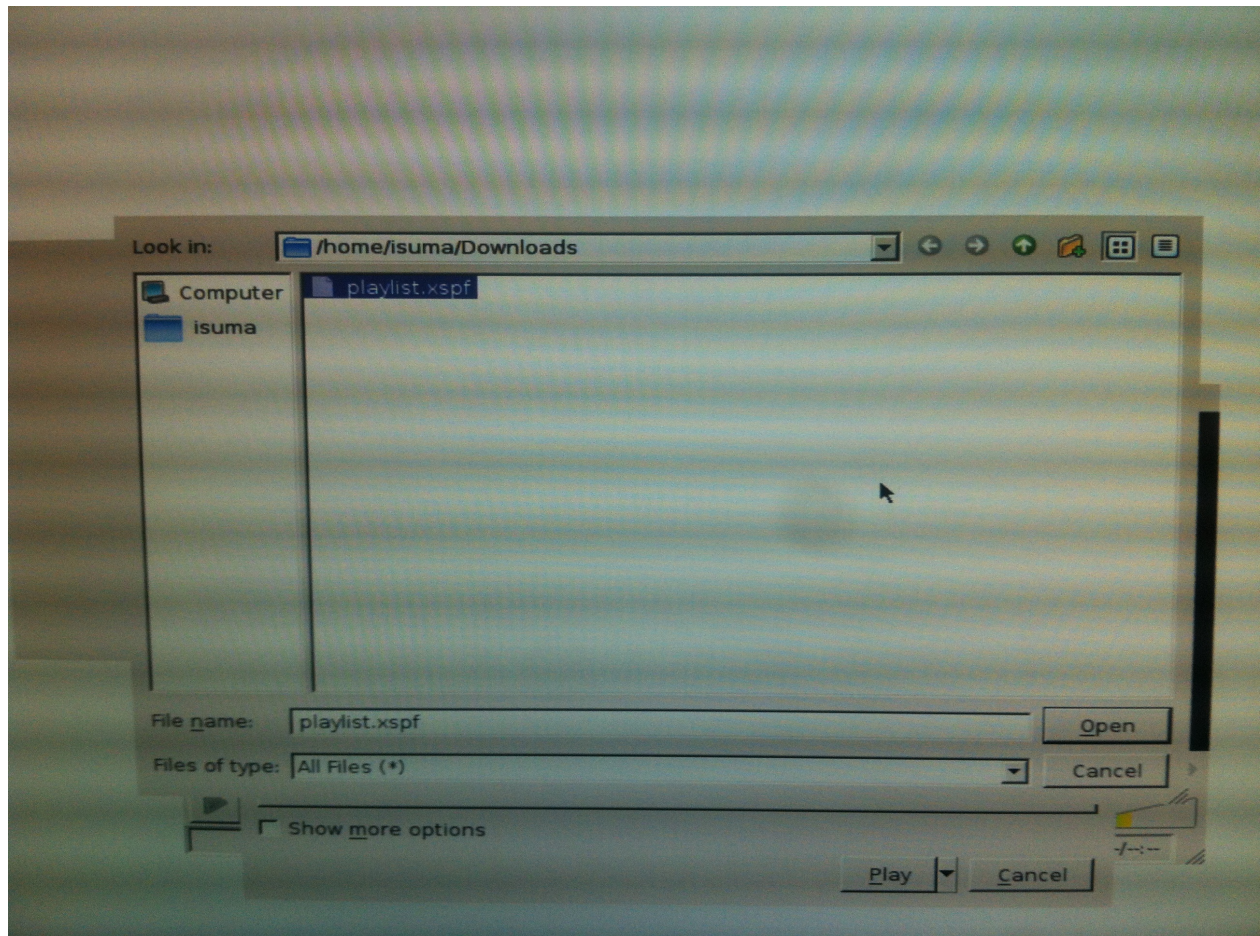 Look in: /home/isuma/Downloads
Computer
isuma
playlist.xspf
File name: playlist.xspf
Open
Files of type: All Files (*)
Cancel
Show more options
-/--:--
Play
Cancel